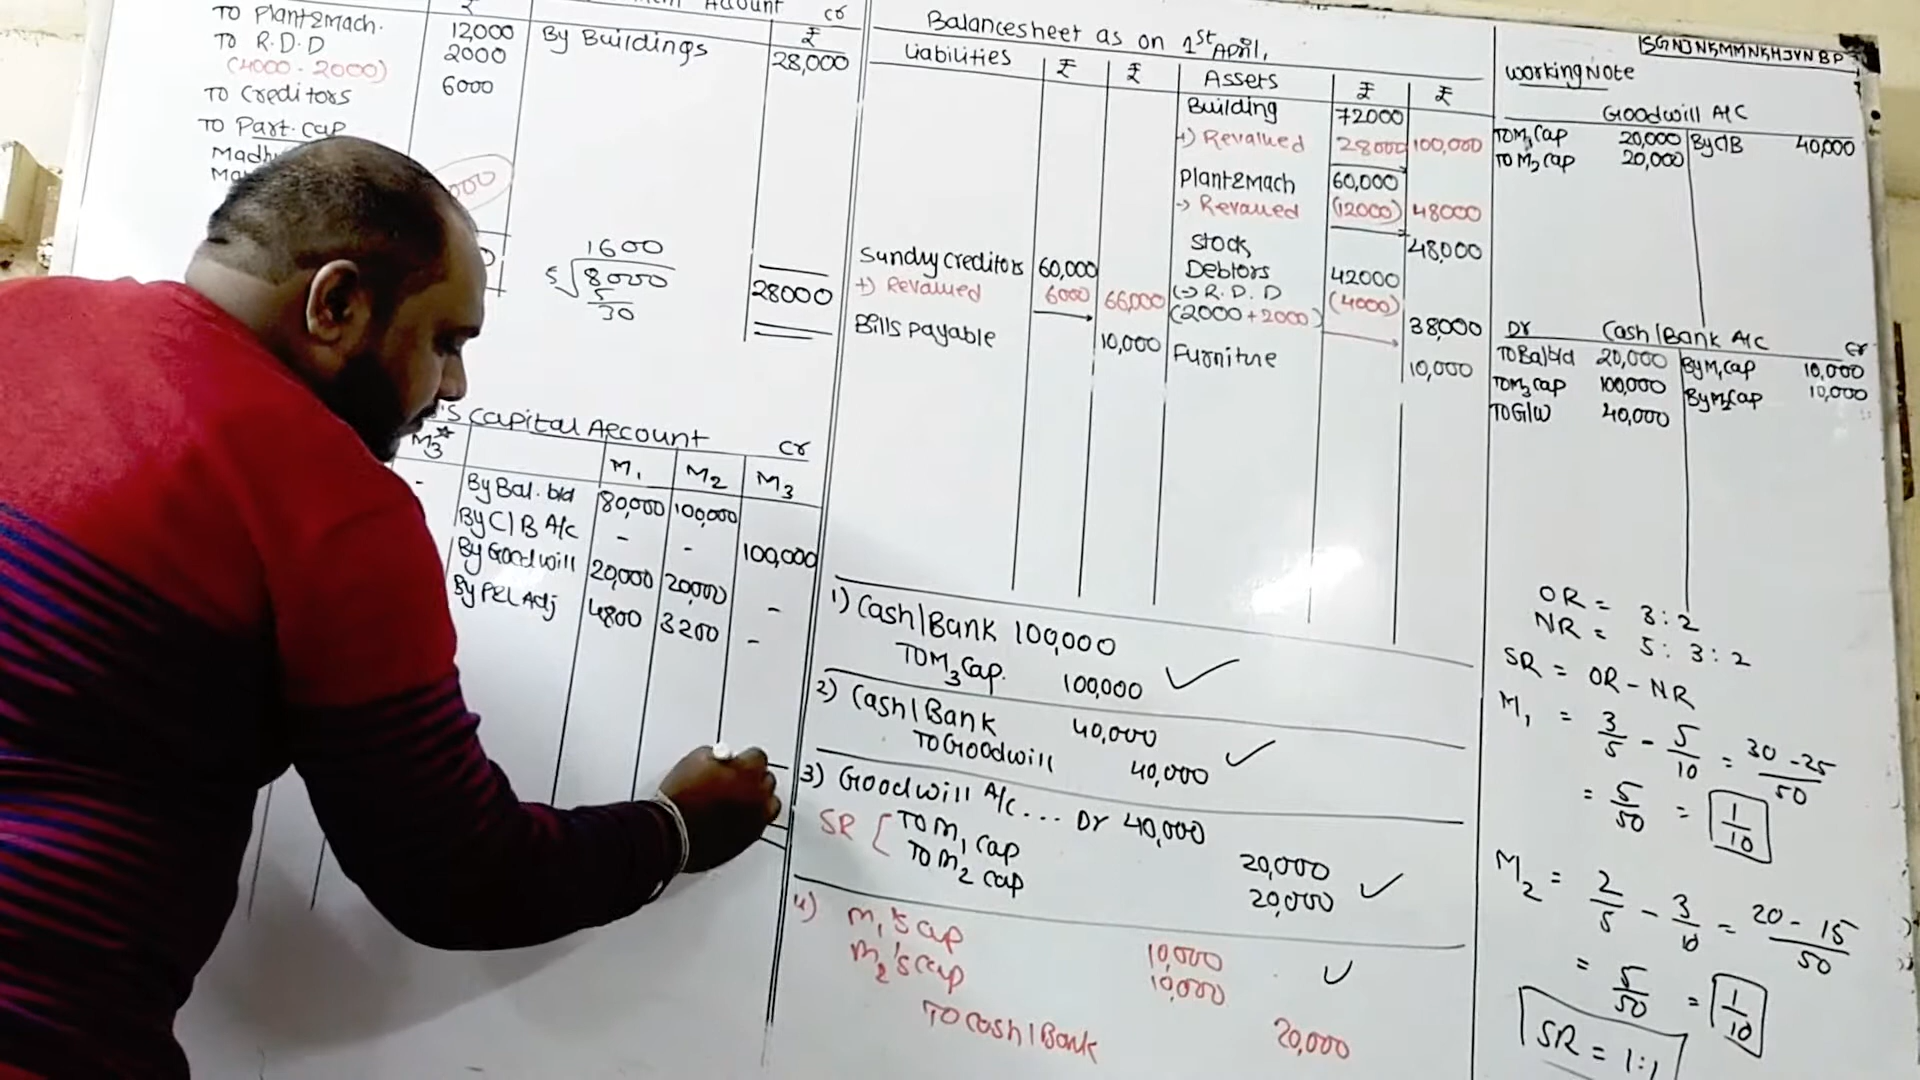 Account cr
₹ ₹
To Plant&Mach. 12,000 By Buildings 28,000
To R.D.D 2000
(4000-2000)
To Creditors 6000
To Part. cap
000
1600
5 8000
5
30
28000
's Capital Account cr
M3* M1 M2 M3
- By Bal. b/d 80,000 100,000
By C/B A/c - - 100,000
By Goodwill 20,000 20,000 -
By P&L Adj 4800 3200 -
Balancesheet as on 1st April,
Liabilities ₹ ₹ Assets ₹ ₹
Building 72000
+) Revalued 28000 100,000
Plant&Mach 60,000
-> Revalued (12000) 48000
Stock 48,000
Sundry creditors 60,000 Debtors 42000
+) Revalued 6000 66,000 (-> R.D.D (4000)
(2000+2000) 38,000
Bills Payable 10,000 Furniture 10,000
1) Cash/Bank 100,000
TO M3 Cap. 100,000
2) Cash/Bank 40,000
TO Goodwill 40,000
3) Goodwill A/c... Dr 40,000
SR [ TO M1 Cap 20,000
TO M2 Cap 20,000
4) M1's cap 10,000
M2's cap 10,000
TO Cash/Bank 20,000
Working Note
Goodwill A/C
TO M1 Cap 20,000 By C/B 40,000
TO M2 Cap 20,000
Dr Cash/Bank A/C cr
TO Bal b/d 20,000 By M1 Cap 10,000
TO M3 cap 100,000 By M2 Cap 10,000
TO G/W 40,000
OR = 3:2
NR = 5:3:2
SR = OR - NR
M1 = 3/5 - 5/10 = 30-25/50
= 5/50 = 1/10
M2 = 2/5 - 3/10 = 20-15/50
= 5/50 = 1/10
SR = 1:1